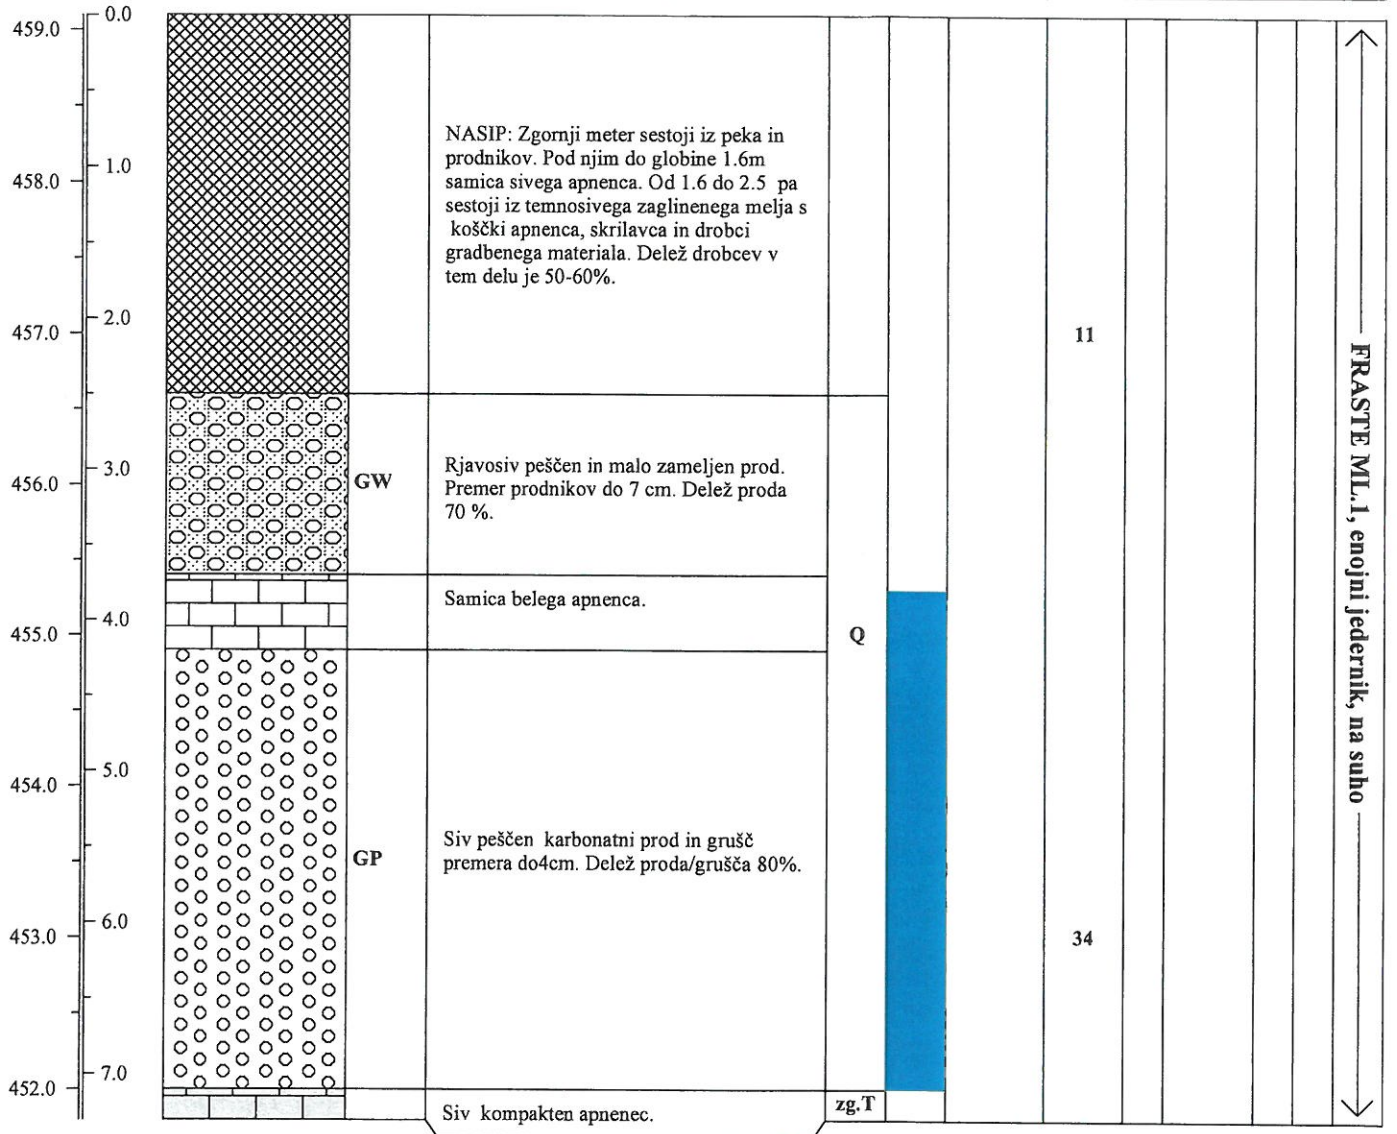 459.0
0.0
NASIP: Zgornji meter sestoji iz peka in
prodnikov. Pod njim do globine 1.6m
samica sivega apnenca. Od 1.6 do 2.5 pa
sestoji iz temnosivega zaglinenega melja s
koščki apnenca, skrilavca in drobci
gradbenega materiala. Delež drobcev v
tem delu je 50-60%.
458.0
1.0
457.0
2.0
11
456.0
3.0
GW
Rjavosiv peščen in malo zameljen prod.
Premer prodnikov do 7 cm. Delež proda
70 %.
455.0
4.0
Samica belega apnenca.
Q
454.0
5.0
GP
Siv peščen karbonatni prod in grušč
premera do4cm. Delež proda/grušča 80%.
453.0
6.0
34
452.0
7.0
Siv kompakten apnenec.
zg.T
FRASTE ML.1, enojni jedernik, na suho